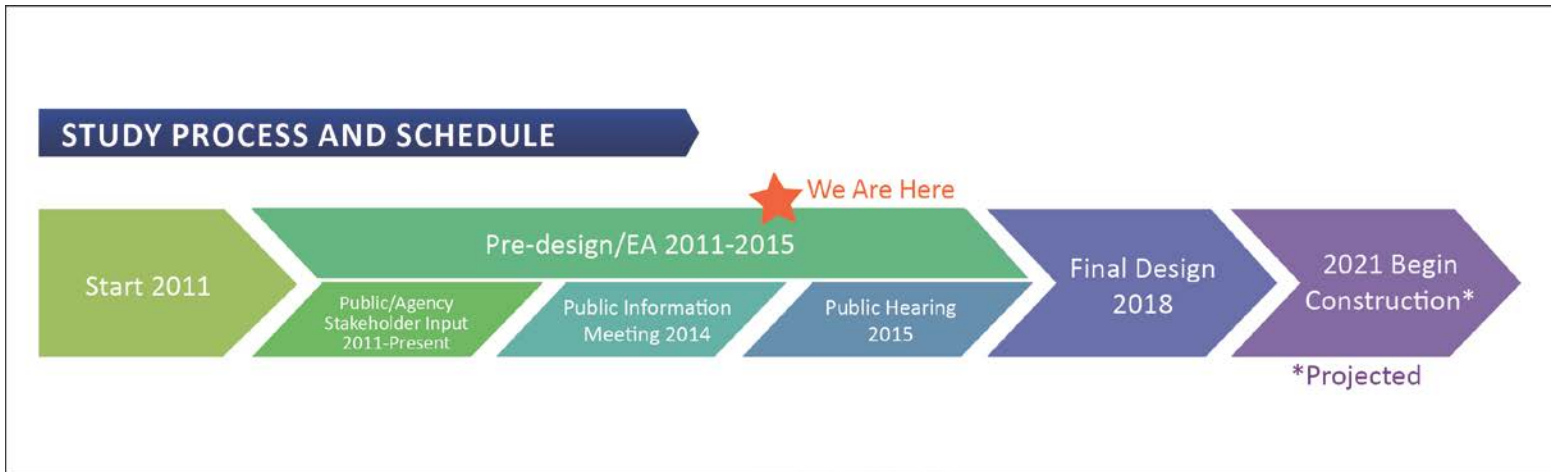 STUDY PROCESS AND SCHEDULE
We Are Here
Start 2011
Pre-design/EA 2011-2015
Public/Agency
Stakeholder Input
2011-Present
Public Information
Meeting 2014
Public Hearing
2015
Final Design
2018
2021 Begin
Construction*
*Projected